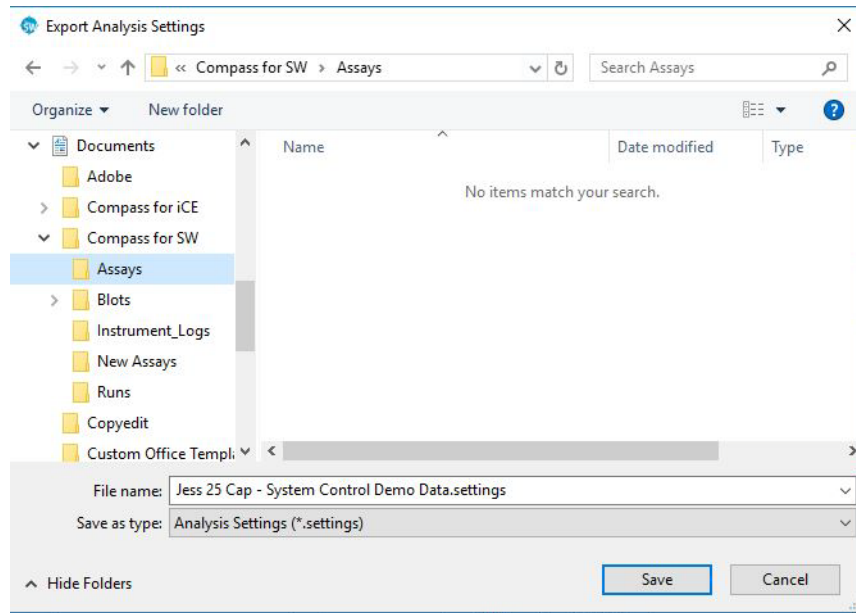 SW Export Analysis Settings
« Compass for SW > Assays Search Assays
Organize New folder ?
Documents
Adobe
Compass for iCE
Compass for SW
Assays
Blots
Instrument_Logs
New Assays
Runs
Copyedit
Custom Office Templ
Name Date modified Type
No items match your search.
File name: Jess 25 Cap - System Control Demo Data.settings
Save as type: Analysis Settings (*.settings)
Hide Folders Save Cancel